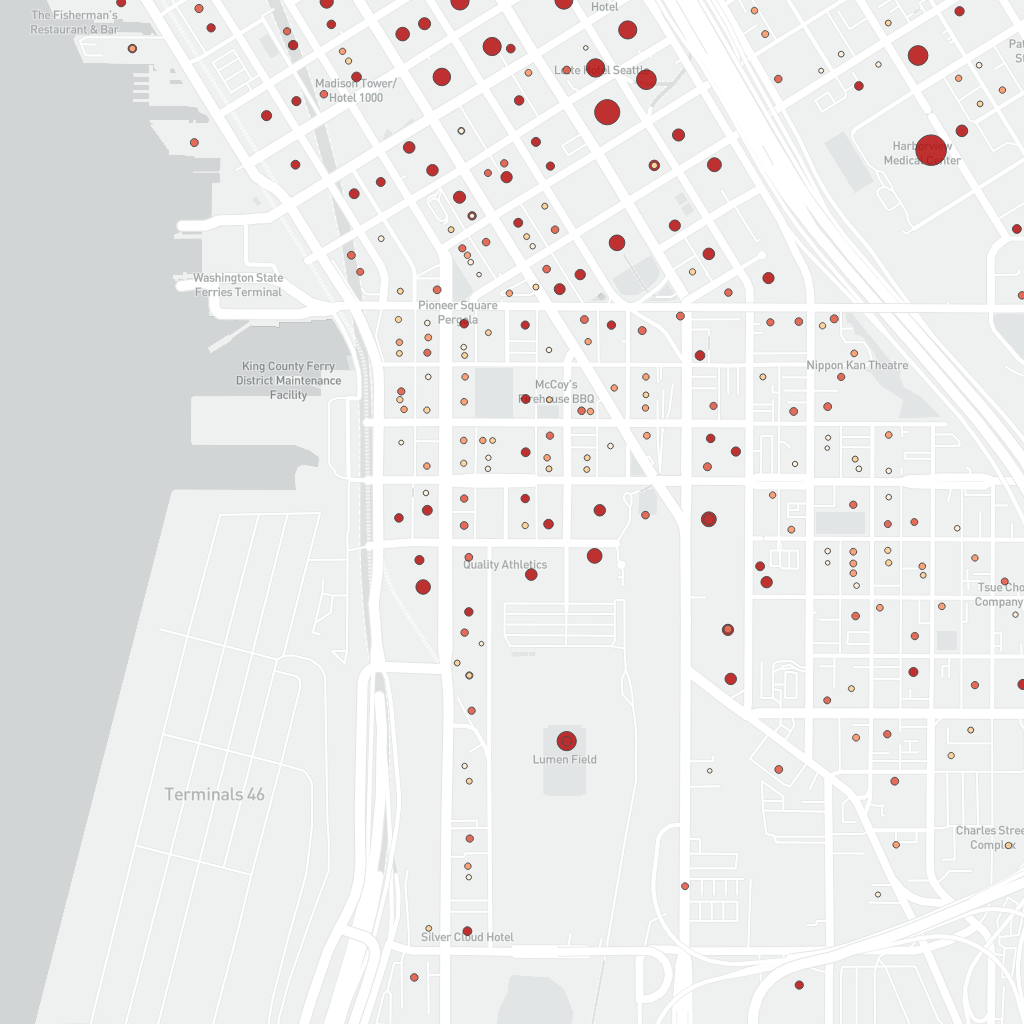 Hotel
The Fisherman's
Restaurant & Bar
Madison Tower/
Hotel 1000
Hotel Seattle
Harborview
Medical Center
Washington State
Ferries Terminal
Pioneer Square
Pergola
King County Ferry
District Maintenance
Facility
McCoy's
Firehouse BBQ
Nippon Kan Theatre
Quality Athletics
Tsue Cho
Company
Lumen Field
Terminals 46
Charles Stree
Complex
Silver Cloud Hotel